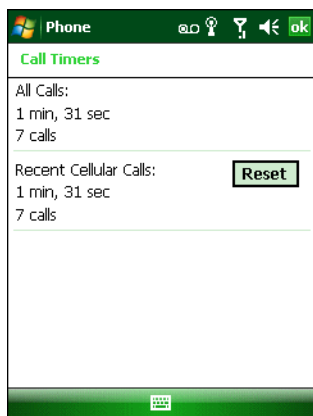 Phone
ok
Call Timers
All Calls:
1 min, 31 sec
7 calls
Recent Cellular Calls:
Reset
1 min, 31 sec
7 calls